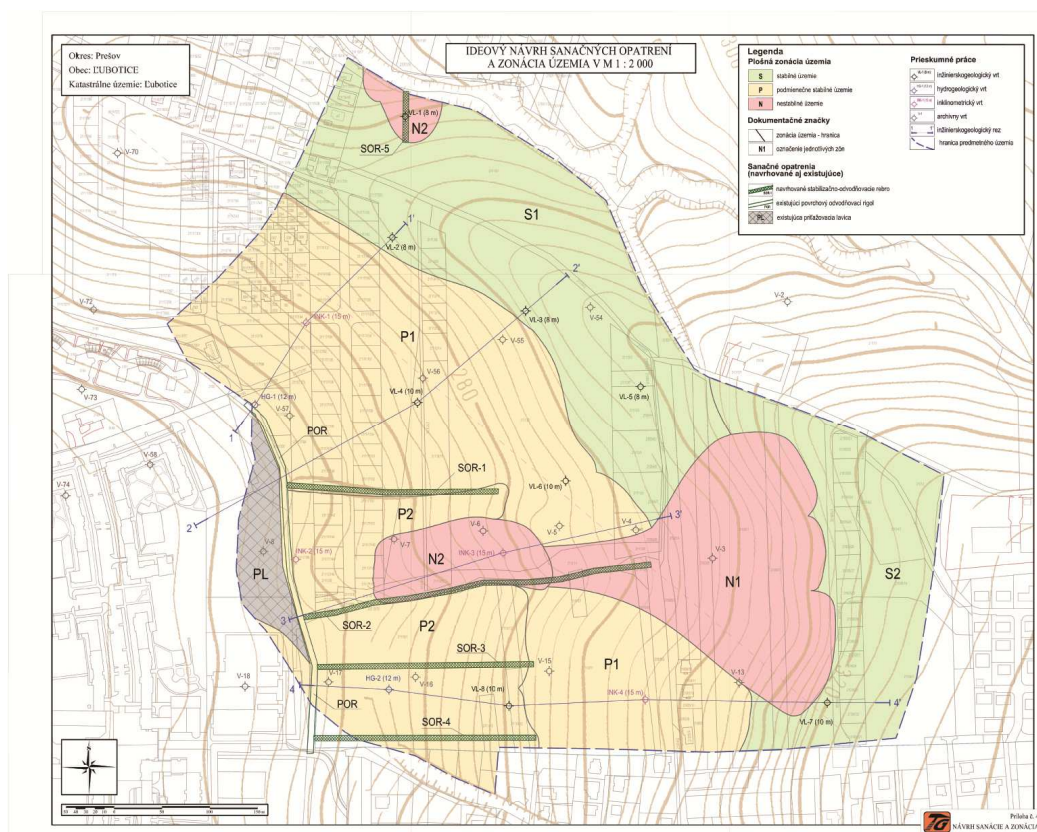 Okres: Prešov
Obec: ĽUBOTICE
Katastrálne územie: Ľubotice
IDEOVÝ NÁVRH SANAČNÝCH OPATRENÍ
A ZONÁCIA ÚZEMIA V M 1 : 2 000
Legenda
Plošná zonácia územia
S stabilné územie
P podmienečne stabilné územie
N nestabilné územie
Dokumentačné značky
zonácia územia - hranica
N1 označenie jednotlivých zón
Sanačné opatrenia
(navrhované aj existujúce)
navrhované stabilizačno-odvodňovacie rebro
existujúci povrchový odvodňovací rigol
PL existujúca priťažovacia lavica
Prieskumné práce
inžinierskogeologický vrt
hydrogeologický vrt
inklinometrický vrt
archívny vrt
1 1' inžinierskogeologický rez
hranica predmetného územia
VL-1 (8 m)
N2
SOR-5
V-70
S1
1'
VL-2 (8 m)
2'
V-2
V-72
INK-1 (15 m)
VL-3 (8 m)
V-54
P1
V-55
280
V-56
V-73
VL-4 (10 m)
VL-5 (8 m)
HG-1 (12 m)
V-57
1
POR
V-58
SOR-1
VL-6 (10 m)
V-74
P2
2
3'
V-6
V-5
V-4
V-7
V-8
INK-2 (15 m)
INK-3 (15 m)
V-3
N2
PL
N1
S2
3
SOR-2
P2
SOR-3
P1
V-15
V-18
4
V-17
V-16
HG-2 (12 m)
INK-4 (15 m)
V-13
VL-8 (10 m)
VL-7 (10 m)
4'
POR
SOR-4
TG
Príloha č. 4
NÁVRH SANÁCIE A ZONÁCIA